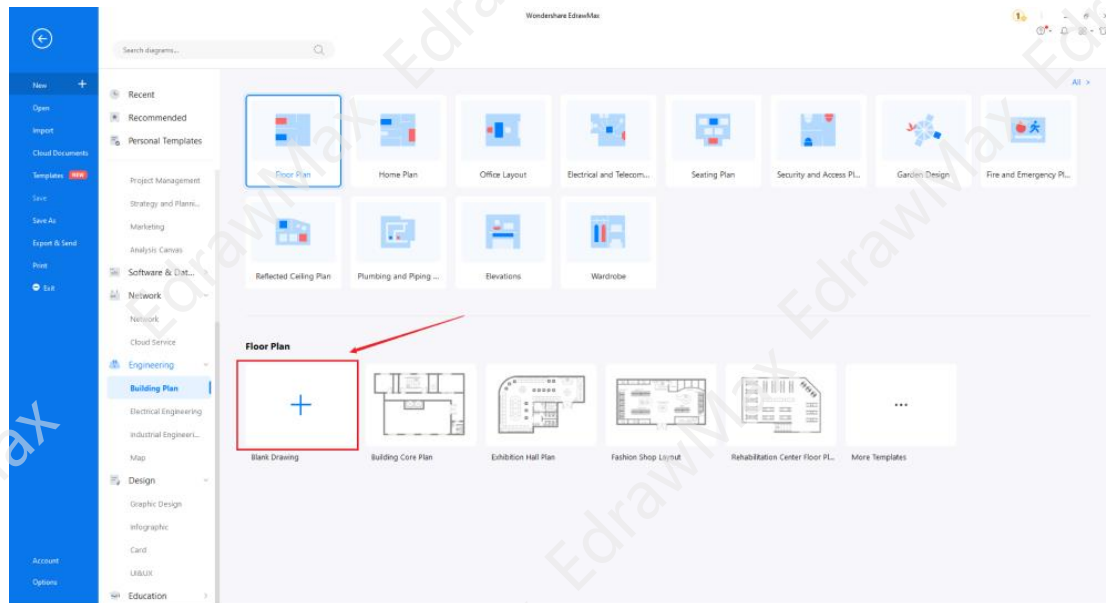 Wondershare EdrawMax
Search diagrams...
New +
Open
Import
Cloud Documents
Templates NEW
Save
Save As
Export & Send
Print
Exit
Account
Options
Recent
Recommended
Personal Templates
Project Management
Strategy and Planni...
Marketing
Analysis Canvas
Software & Dat...
Network
Network
Cloud Service
Engineering
Building Plan
Electrical Engineering
Industrial Engineeri...
Map
Design
Graphic Design
Infographic
Card
UI&UX
Education
All >
Floor Plan
Home Plan
Office Layout
Electrical and Telecom...
Seating Plan
Security and Access Pl...
Garden Design
Fire and Emergency Pl...
Reflected Ceiling Plan
Plumbing and Piping ...
Elevations
Wardrobe
Floor Plan
Blank Drawing
Building Core Plan
Exhibition Hall Plan
Fashion Shop Layout
Rehabilitation Center Floor Pl...
...
More Templates
EdrawMax
EdrawMax
EdrawMax
EdrawMax
EdrawMax